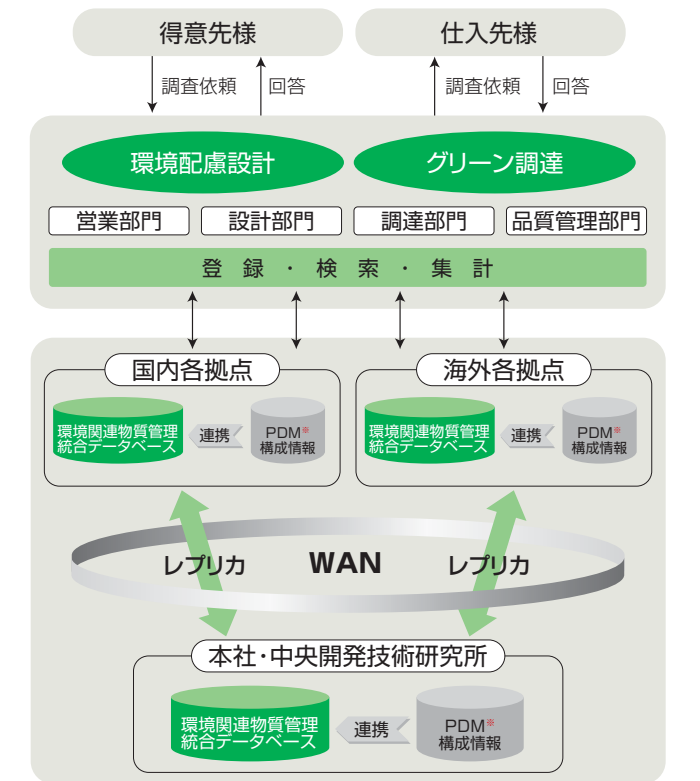 得意先様
仕入先様
調査依頼
回答
調査依頼
回答
環境配慮設計
グリーン調達
営業部門
設計部門
調達部門
品質管理部門
登録・検索・集計
国内各拠点
環境関連物質管理
統合データベース
連携
PDM※
構成情報
海外各拠点
環境関連物質管理
統合データベース
連携
PDM※
構成情報
レプリカ
WAN
レプリカ
本社・中央開発技術研究所
環境関連物質管理
統合データベース
連携
PDM※
構成情報